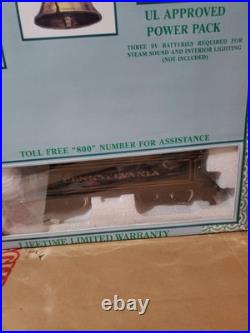 UL APPROVED
POWER PACK
THREE 9V BATTERIES REQUIRED FOR
STEAM SOUND AND INTERIOR LIGHTING
(NOT INCLUDED)
TOLL FREE "800" NUMBER FOR ASSISTANCE
PENNSYLVANIA
LIFETIME LIMITED WARRANTY